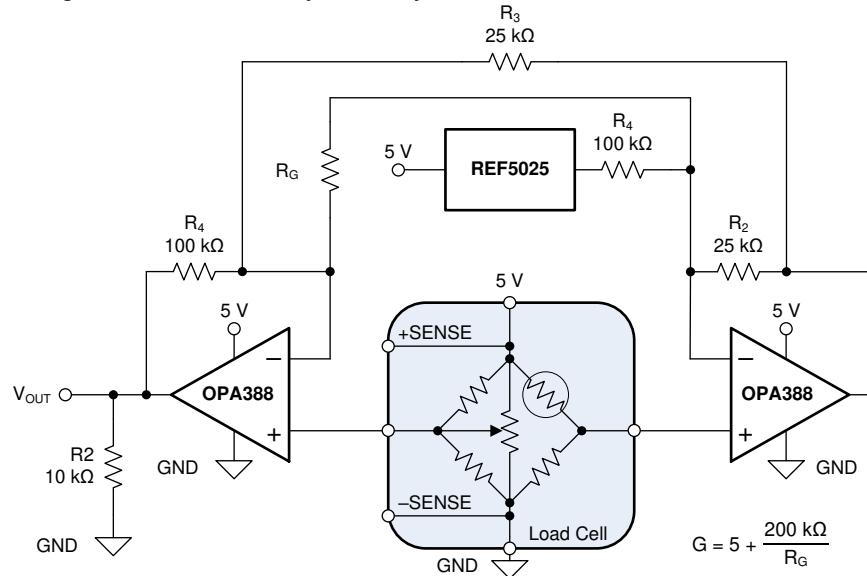 R3
25 kΩ
R4
100 kΩ
5 V
REF5025
RG
R4
100 kΩ
R2
25 kΩ
5 V
5 V
+SENSE
5 V
OPA388
–
+
VOUT
R2
10 kΩ
GND
GND
–SENSE
Load Cell
GND
OPA388
–
+
GND
G = 5 + 200 kΩ / RG